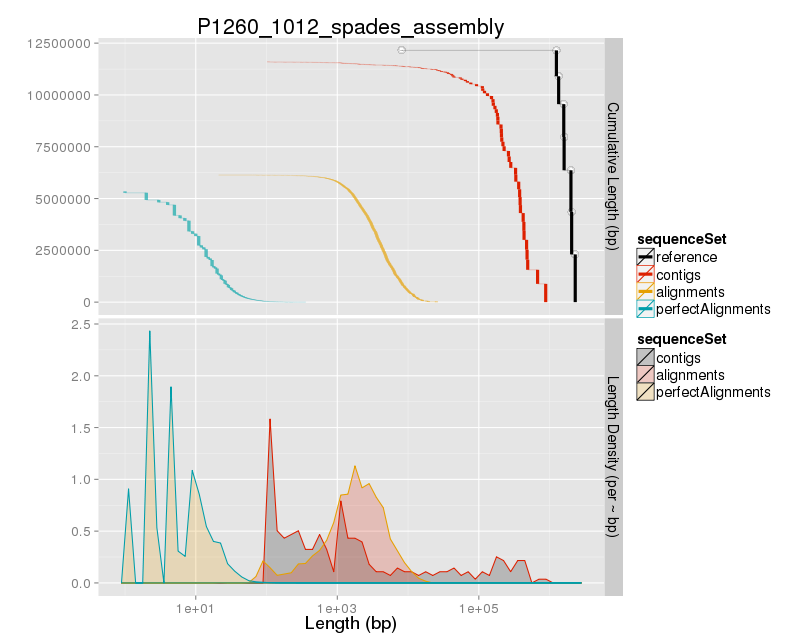 P1260_1012_spades_assembly
12500000
10000000
7500000
5000000
2500000
0
Cumulative Length (bp)
2.5
2.0
1.5
1.0
0.5
0.0
Length Density (per ~ bp)
1e+01
1e+03
1e+05
Length (bp)
sequenceSet
reference
contigs
alignments
perfectAlignments
sequenceSet
contigs
alignments
perfectAlignments